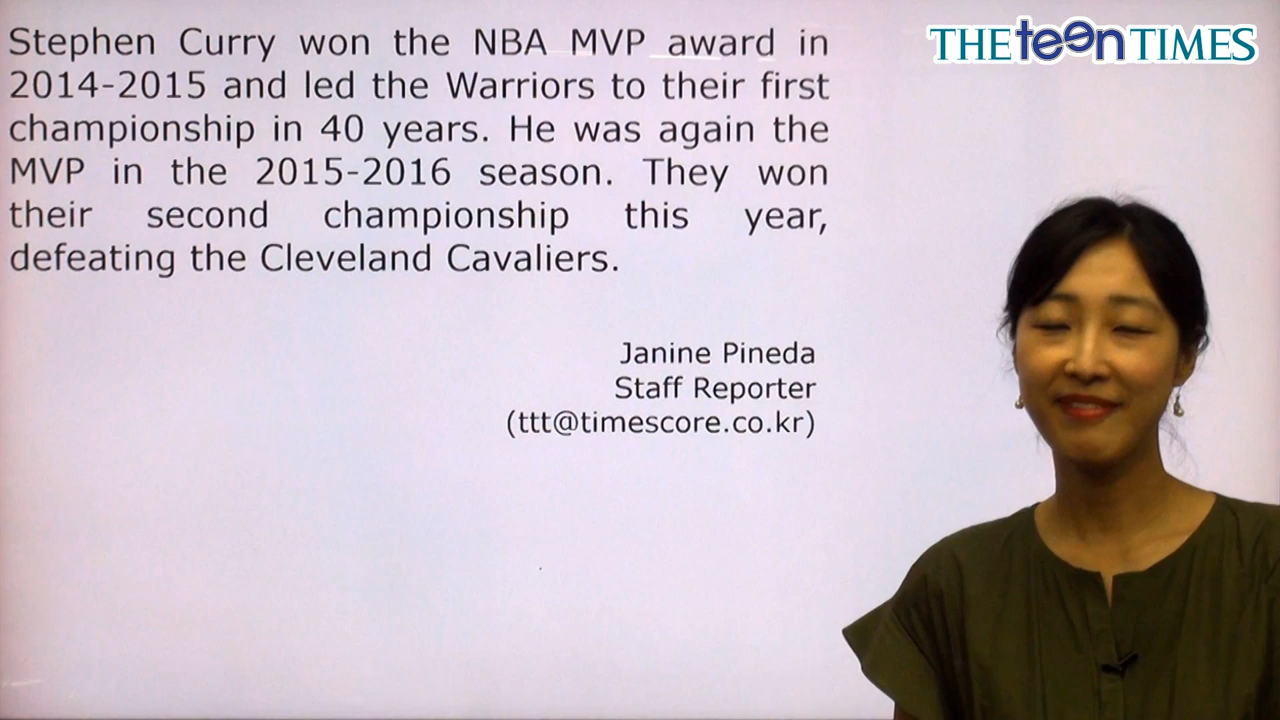 THE teen TIMES
Stephen Curry won the NBA MVP award in
2014-2015 and led the Warriors to their first
championship in 40 years. He was again the
MVP in the 2015-2016 season. They won
their second championship this year,
defeating the Cleveland Cavaliers.
Janine Pineda
Staff Reporter
(ttt@timescore.co.kr)